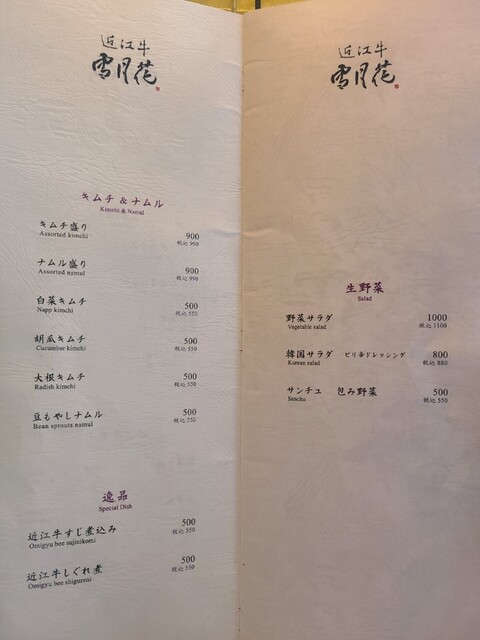 近江牛
雪月花
キムチ & ナムル
Kimchi & Namul
キムチ盛り 900
Assorted kimchi 税込 990
ナムル盛り 900
Assorted namul 税込 990
白菜キムチ 500
Napp kimchi 税込 550
胡瓜キムチ 500
Cucumber kimchi 税込 550
大根キムチ 500
Radish kimchi 税込 550
豆もやしナムル 500
Bean sprouts namul 税込 550
逸品
Special Dish
近江牛すじ煮込み 500
Omigyu bee sujinikomi 税込 550
近江牛しぐれ煮 500
Omigyu bee shigureni 税込 550
近江牛
雪月花
生野菜
Salad
野菜サラダ 1000
Vegetable salad 税込 1100
韓国サラダ ピリ辛ドレッシング 800
Korean salad 税込 880
サンチュ 包み野菜 500
Sanchu 税込 550